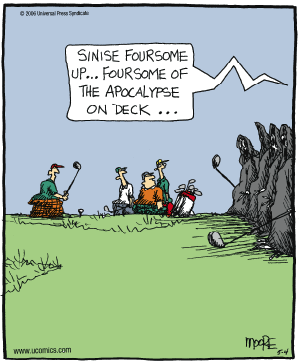 © 2006 Universal Press Syndicate
SINISE FOURSOME
UP... FOURSOME OF
THE APOCALYPSE
ON DECK ...
www.ucomics.com
MOORE
5-4